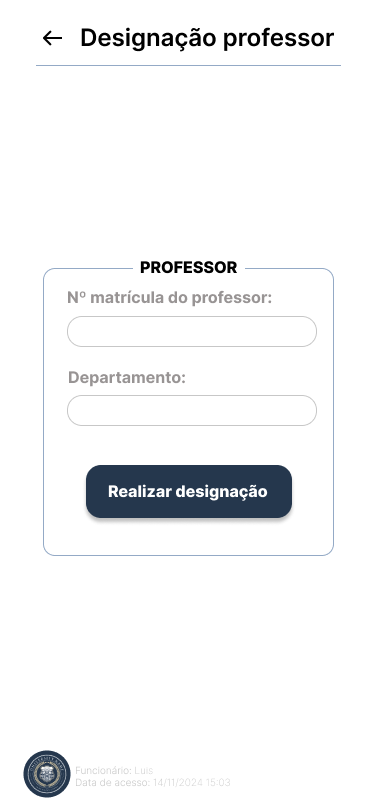 Designação professor
PROFESSOR
Nº matrícula do professor:
Departamento:
Realizar designação
Funcionário: Luis
Data de acesso: 14/11/2024 15:03